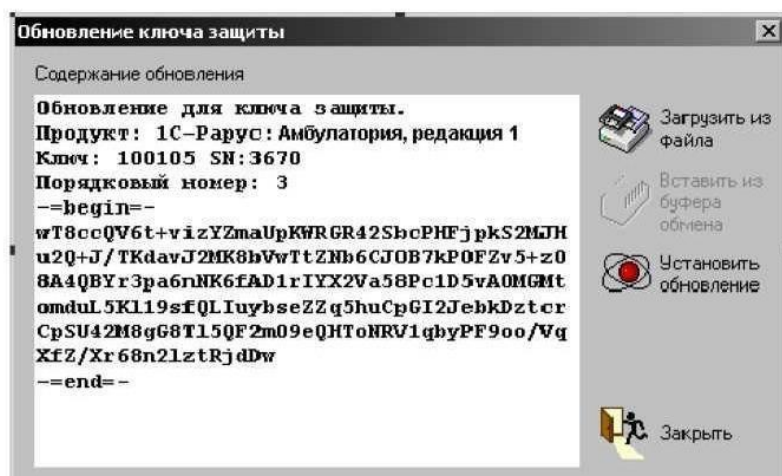 Обновление ключа защиты
Содержание обновления
Обновление для ключа защиты.
Продукт: 1С-Рарус: Амбулатория, редакция 1
Ключ: 100105 SN:3670
Порядковый номер: 3
-=begin=-
wT8ccQV6t+vizYZmaUpKWRGR42SbcPHFjpkS2MJH
u2Q+J/TKdavJ2MK8bVwTtZNb6CJOB7kPOFZv5+z0
8A4QBYr3pa6nNK6fAD1rIYX2Va58Pc1D5vA0MGMt
omduL5Kl19sfQLIuybseZZq5huCpGI2JebkDztcr
CpSU42M8gG8Tl5QF2m09eQHToNRV1qbyPF9oo/Vq
XfZ/Xr68n2lztRjdDw
-=end=-
Загрузить из
файла
Вставить из
буфера
обмена
Установить
обновление
Закрыть